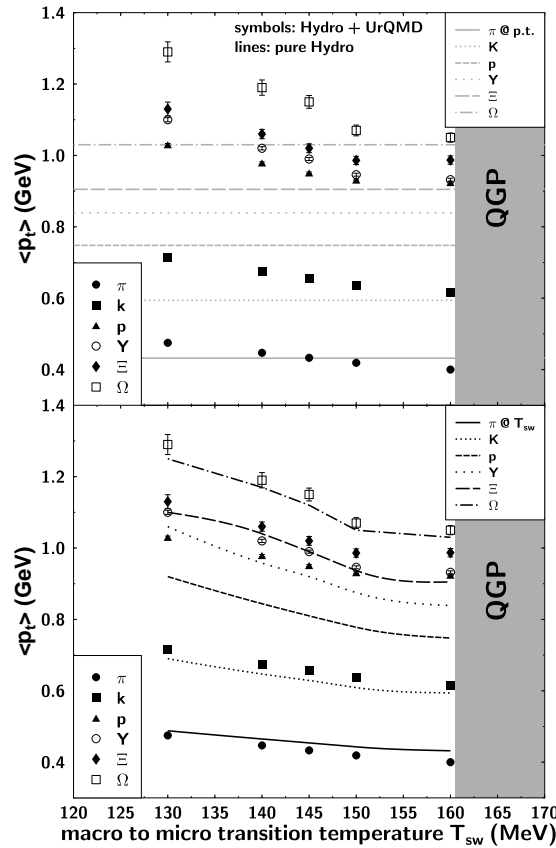 symbols: Hydro + UrQMD
lines: pure Hydro
π @ p.t.
K
p
Y
Ξ
Ω
1.4
1.2
1.0
0.8
0.6
0.4
<pt> (GeV)
QGP
π
k
p
Y
Ξ
Ω
1.4
1.2
1.0
0.8
0.6
0.4
<pt> (GeV)
π @ Tsw
K
p
Y
Ξ
Ω
QGP
π
k
p
Y
Ξ
Ω
120 125 130 135 140 145 150 155 160 165 170
macro to micro transition temperature Tsw (MeV)